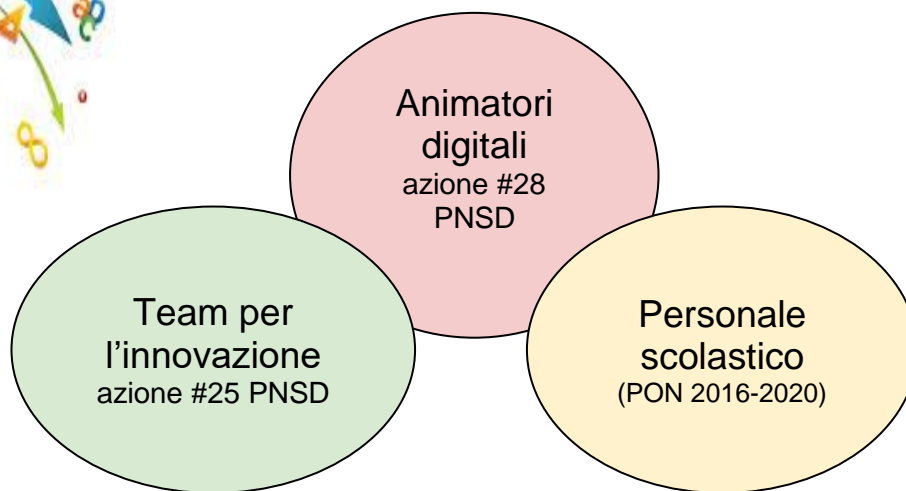 Animatori
digitali
azione #28
PNSD
Team per
l’innovazione
azione #25 PNSD
Personale
scolastico
(PON 2016-2020)